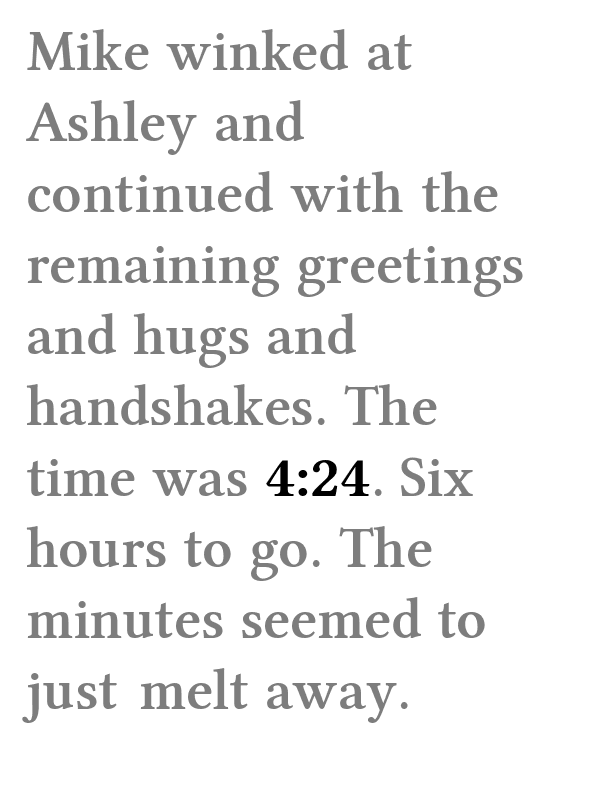 Mike winked at
Ashley and
continued with the
remaining greetings
and hugs and
handshakes. The
time was 4:24. Six
hours to go. The
minutes seemed to
just melt away.